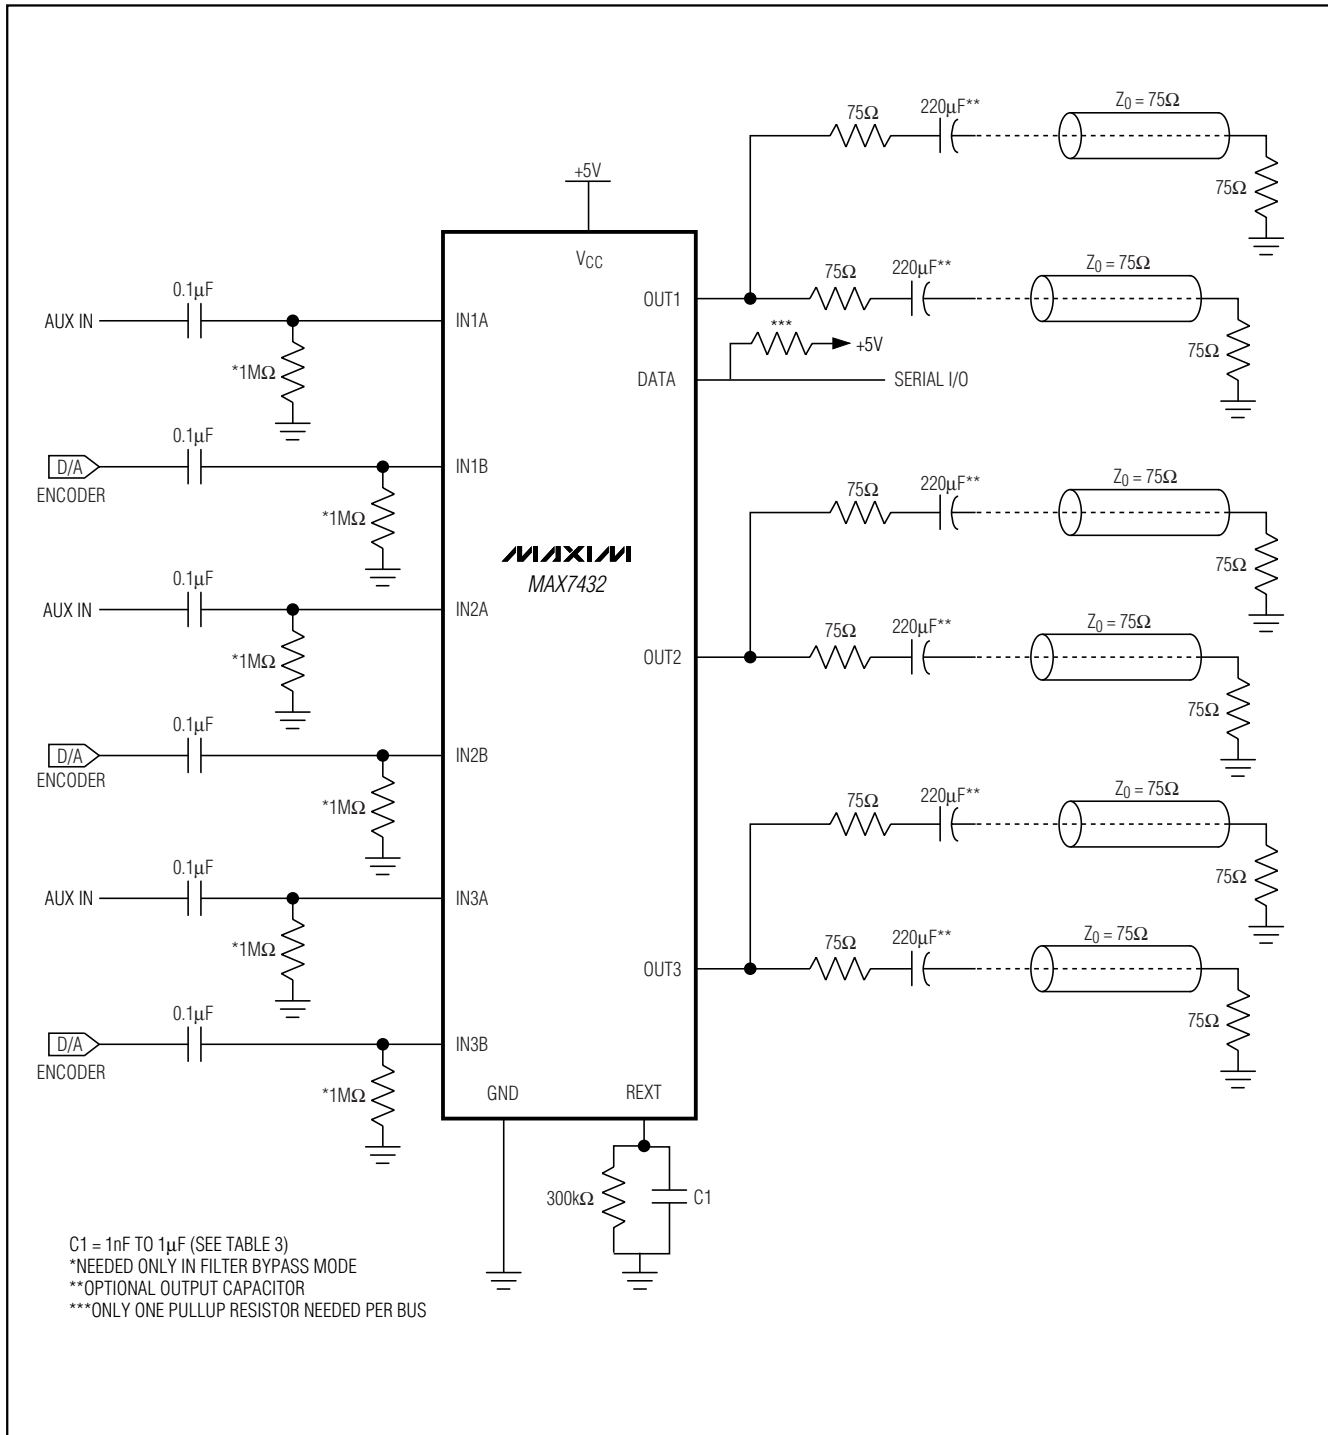 75Ω
220μF**
Z0 = 75Ω
75Ω
+5V
VCC
75Ω
220μF**
Z0 = 75Ω
OUT1
75Ω
0.1μF
AUX IN
IN1A
*1MΩ
***
+5V
DATA
SERIAL I/O
0.1μF
D/A
ENCODER
IN1B
*1MΩ
75Ω
220μF**
Z0 = 75Ω
75Ω
MAXIM
MAX7432
0.1μF
AUX IN
IN2A
*1MΩ
75Ω
220μF**
Z0 = 75Ω
OUT2
75Ω
0.1μF
D/A
ENCODER
IN2B
*1MΩ
75Ω
220μF**
Z0 = 75Ω
75Ω
0.1μF
AUX IN
IN3A
*1MΩ
75Ω
220μF**
Z0 = 75Ω
OUT3
75Ω
0.1μF
D/A
ENCODER
IN3B
*1MΩ
GND
REXT
300kΩ
C1
C1 = 1nF TO 1μF (SEE TABLE 3)
*NEEDED ONLY IN FILTER BYPASS MODE
**OPTIONAL OUTPUT CAPACITOR
***ONLY ONE PULLUP RESISTOR NEEDED PER BUS